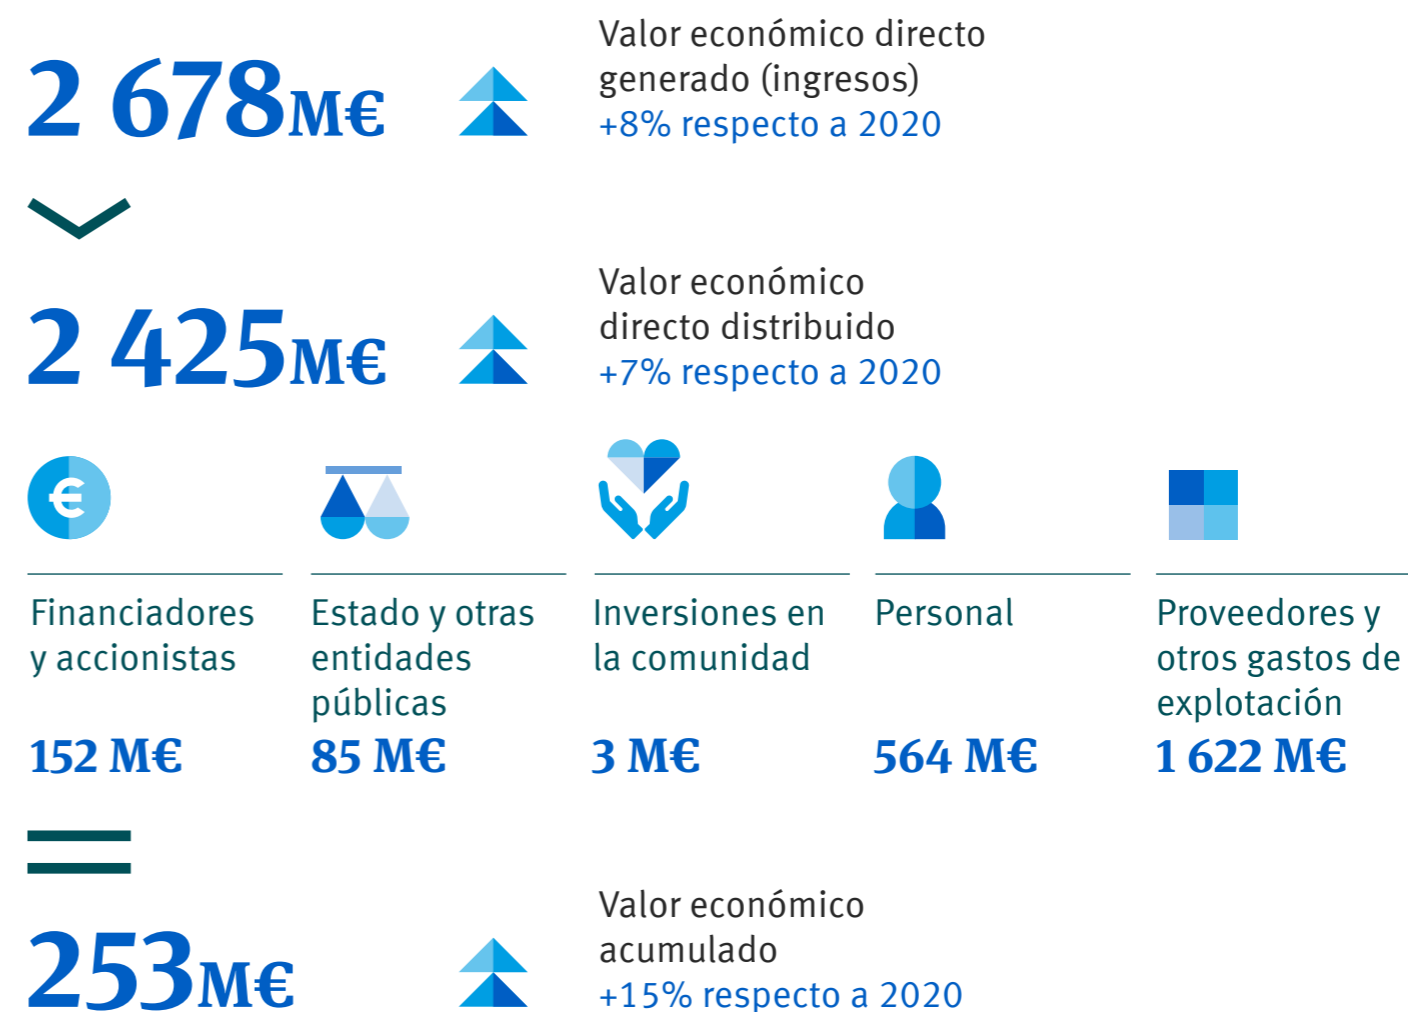 2 678M€
Valor económico directo
generado (ingresos)
+8% respecto a 2020
2 425M€
Valor económico
directo distribuido
+7% respecto a 2020
€
Financiadores
y accionistas
152 M€
Estado y otras
entidades
públicas
85 M€
Inversiones en
la comunidad
3 M€
Personal
564 M€
Proveedores y
otros gastos de
explotación
1 622 M€
253M€
Valor económico
acumulado
+15% respecto a 2020